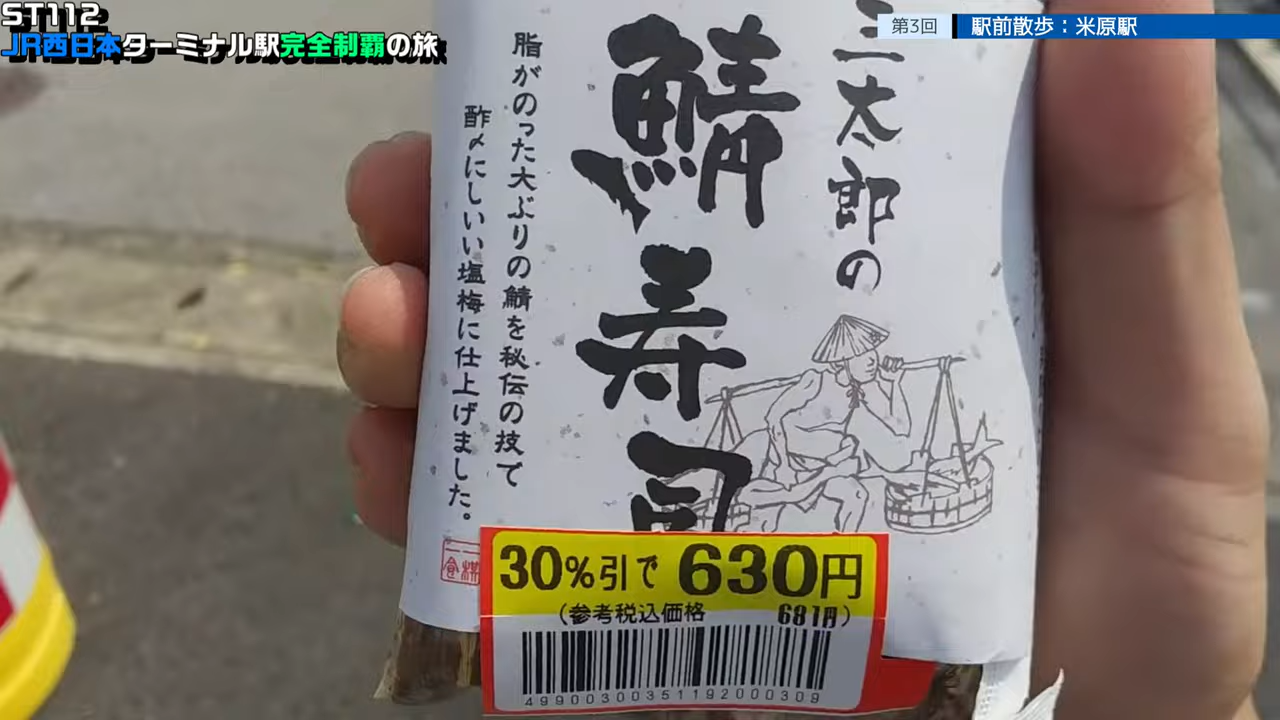 ST112
JR西日本ターミナル駅完全制覇の旅
第3回
駅前散歩：米原駅
三太郎の
鯖寿司
脂がのった大ぶりの鯖を秘伝の技で
酢〆にしいい塩梅に仕上げました。
30%引で 630円
(参考税込価格 681円)
49900300351192000309